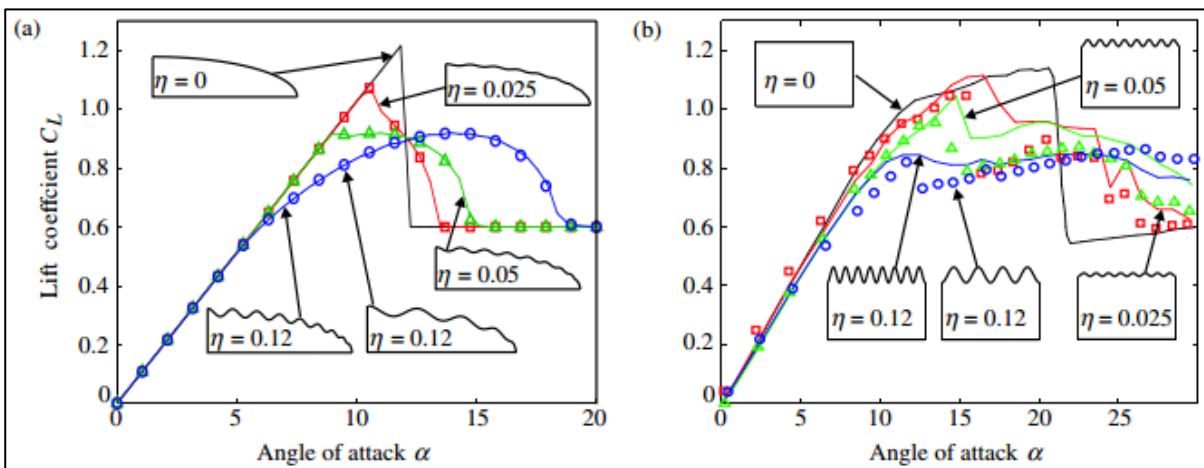 (a)
1.2
1.0
0.8
0.6
0.4
0.2
0
0
5
10
15
20
Lift coeffcient C_L
Angle of attack α
η = 0
η = 0.025
η = 0.05
η = 0.12
η = 0.12
(b)
1.2
1.0
0.8
0.6
0.4
0.2
0
0
5
10
15
20
25
Angle of attack α
η = 0
η = 0.05
η = 0.12
η = 0.12
η = 0.025